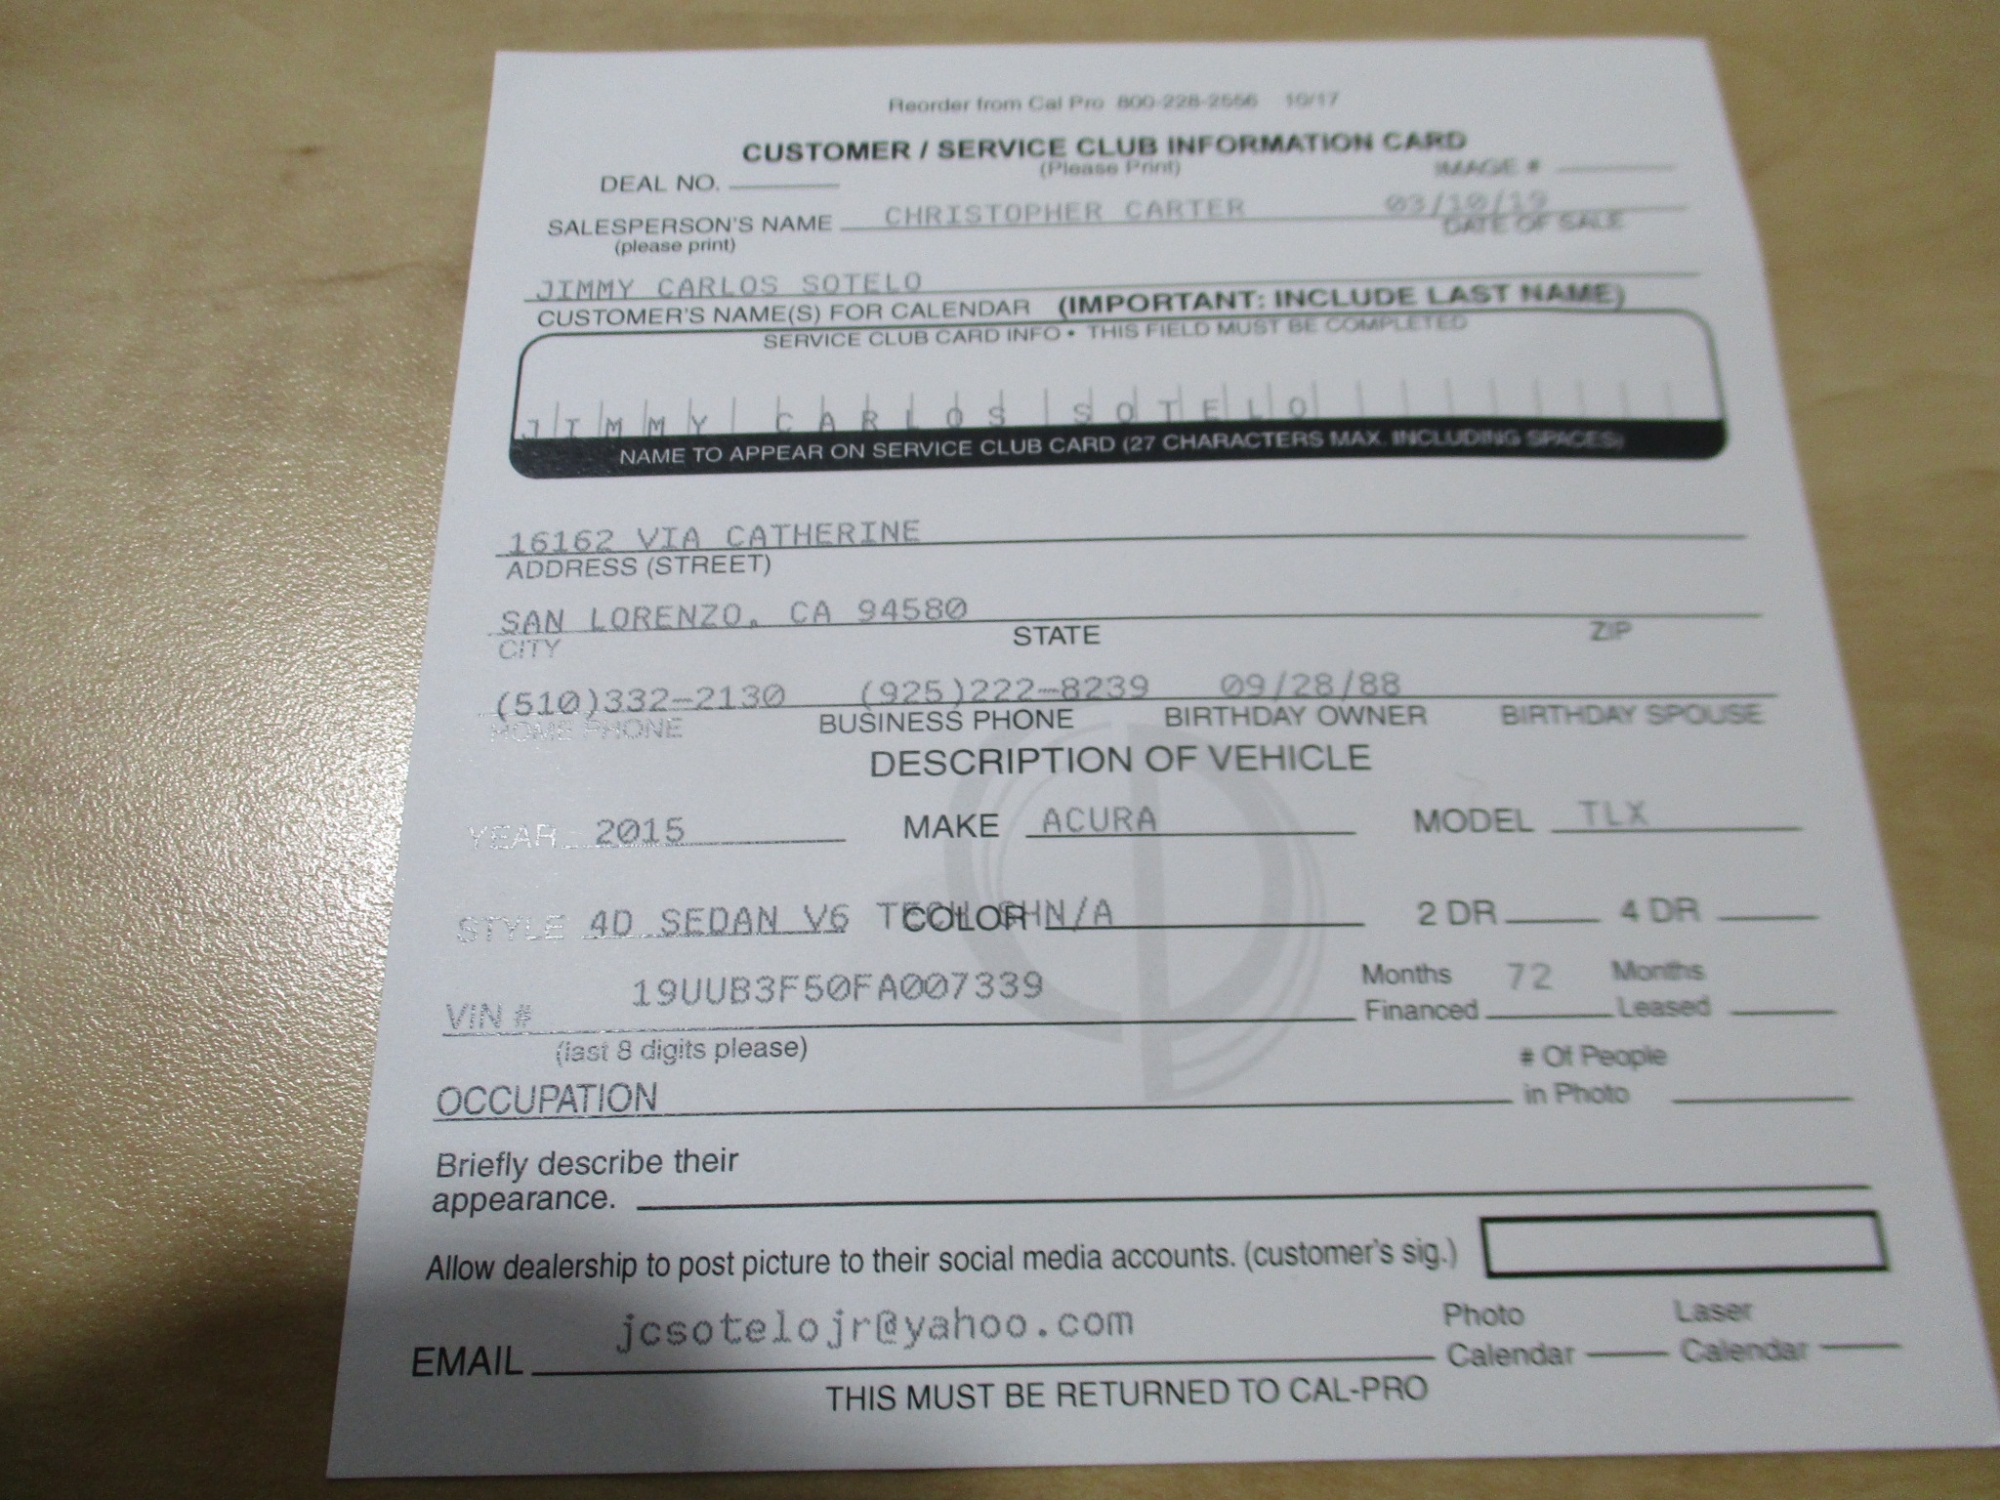 Reorder from Cal Pro 800-228-2556 10/17
CUSTOMER / SERVICE CLUB INFORMATION CARD
(Please Print)
DEAL NO. IMAGE #
SALESPERSON'S NAME CHRISTOPHER CARTER 03/10/19
(please print) DATE OF SALE
JIMMY CARLOS SOTELO
CUSTOMER'S NAME(S) FOR CALENDAR (IMPORTANT: INCLUDE LAST NAME)
SERVICE CLUB CARD INFO • THIS FIELD MUST BE COMPLETED
JIMMY CARLOS SOTELO
NAME TO APPEAR ON SERVICE CLUB CARD (27 CHARACTERS MAX. INCLUDING SPACES)
16162 VIA CATHERINE
ADDRESS (STREET)
SAN LORENZO, CA 94580
CITY STATE ZIP
(510)332-2130 (925)222-8239 09/28/88
HOME PHONE BUSINESS PHONE BIRTHDAY OWNER BIRTHDAY SPOUSE
DESCRIPTION OF VEHICLE
YEAR 2015 MAKE ACURA MODEL TLX
STYLE 4D SEDAN V6 COLOR N/A 2 DR 4 DR
19UUB3F50FA007339 Months 72 Months
VIN # Financed Leased
(last 8 digits please) # Of People
OCCUPATION in Photo
Briefly describe their
appearance.
Allow dealership to post picture to their social media accounts. (customer's sig.)
jcsotelojr@yahoo.com Photo Laser
EMAIL Calendar Calendar
THIS MUST BE RETURNED TO CAL-PRO